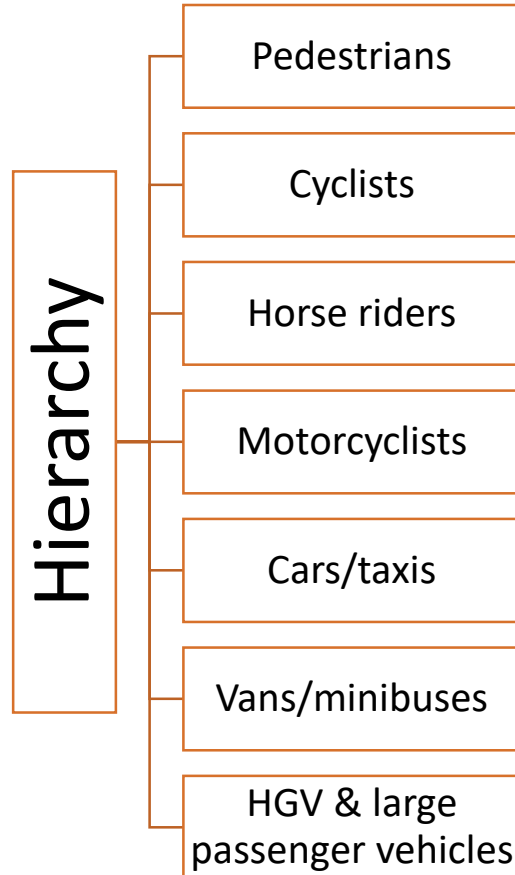 Hierarchy
Pedestrians
Cyclists
Horse riders
Motorcyclists
Cars/taxis
Vans/minibuses
HGV & large
passenger vehicles